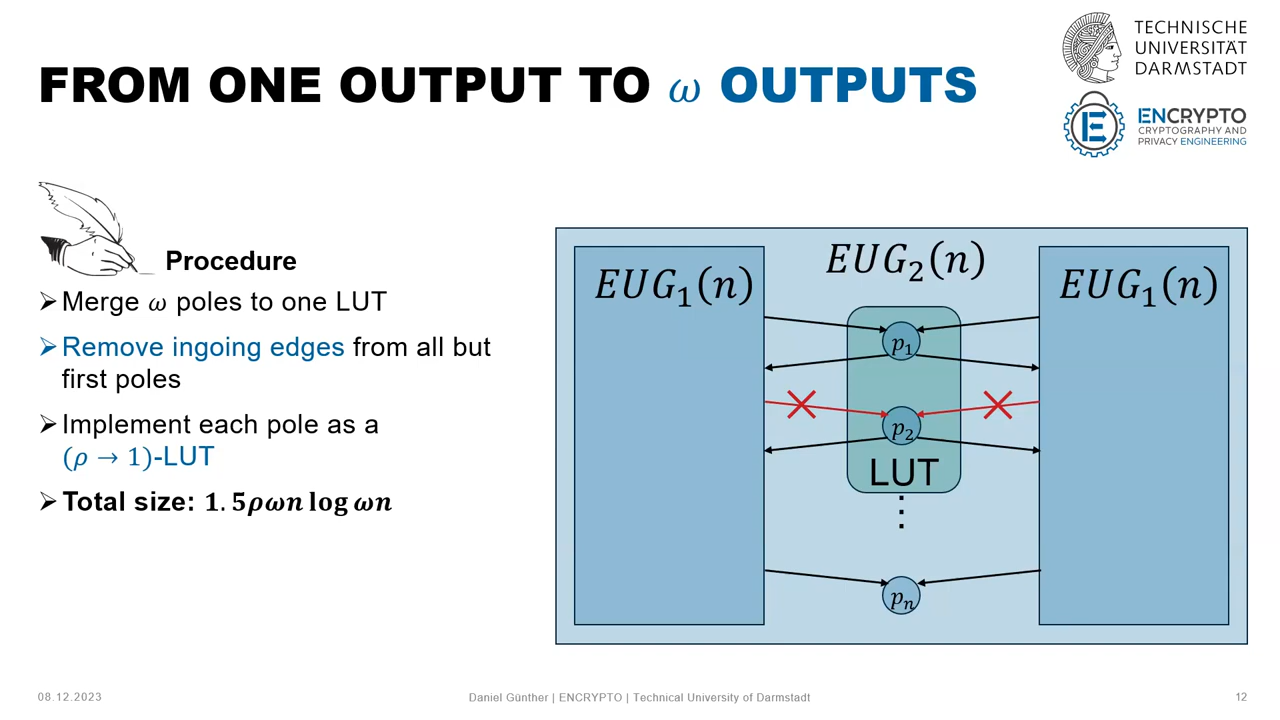 TECHNISCHE
UNIVERSITÄT
DARMSTADT
FROM ONE OUTPUT TO ω OUTPUTS
ENCRYPTO
CRYPTOGRAPHY AND
PRIVACY ENGINEERING
Procedure
➢Merge ω poles to one LUT
➢Remove ingoing edges from all but
first poles
➢Implement each pole as a
(ρ → 1)-LUT
➢Total size: 1.5ρωn log ωn
EUG₁(n)
EUG₂(n)
EUG₁(n)
p₁
p₂
LUT
⋮
pₙ
08.12.2023
Daniel Günther | ENCRYPTO | Technical University of Darmstadt
12